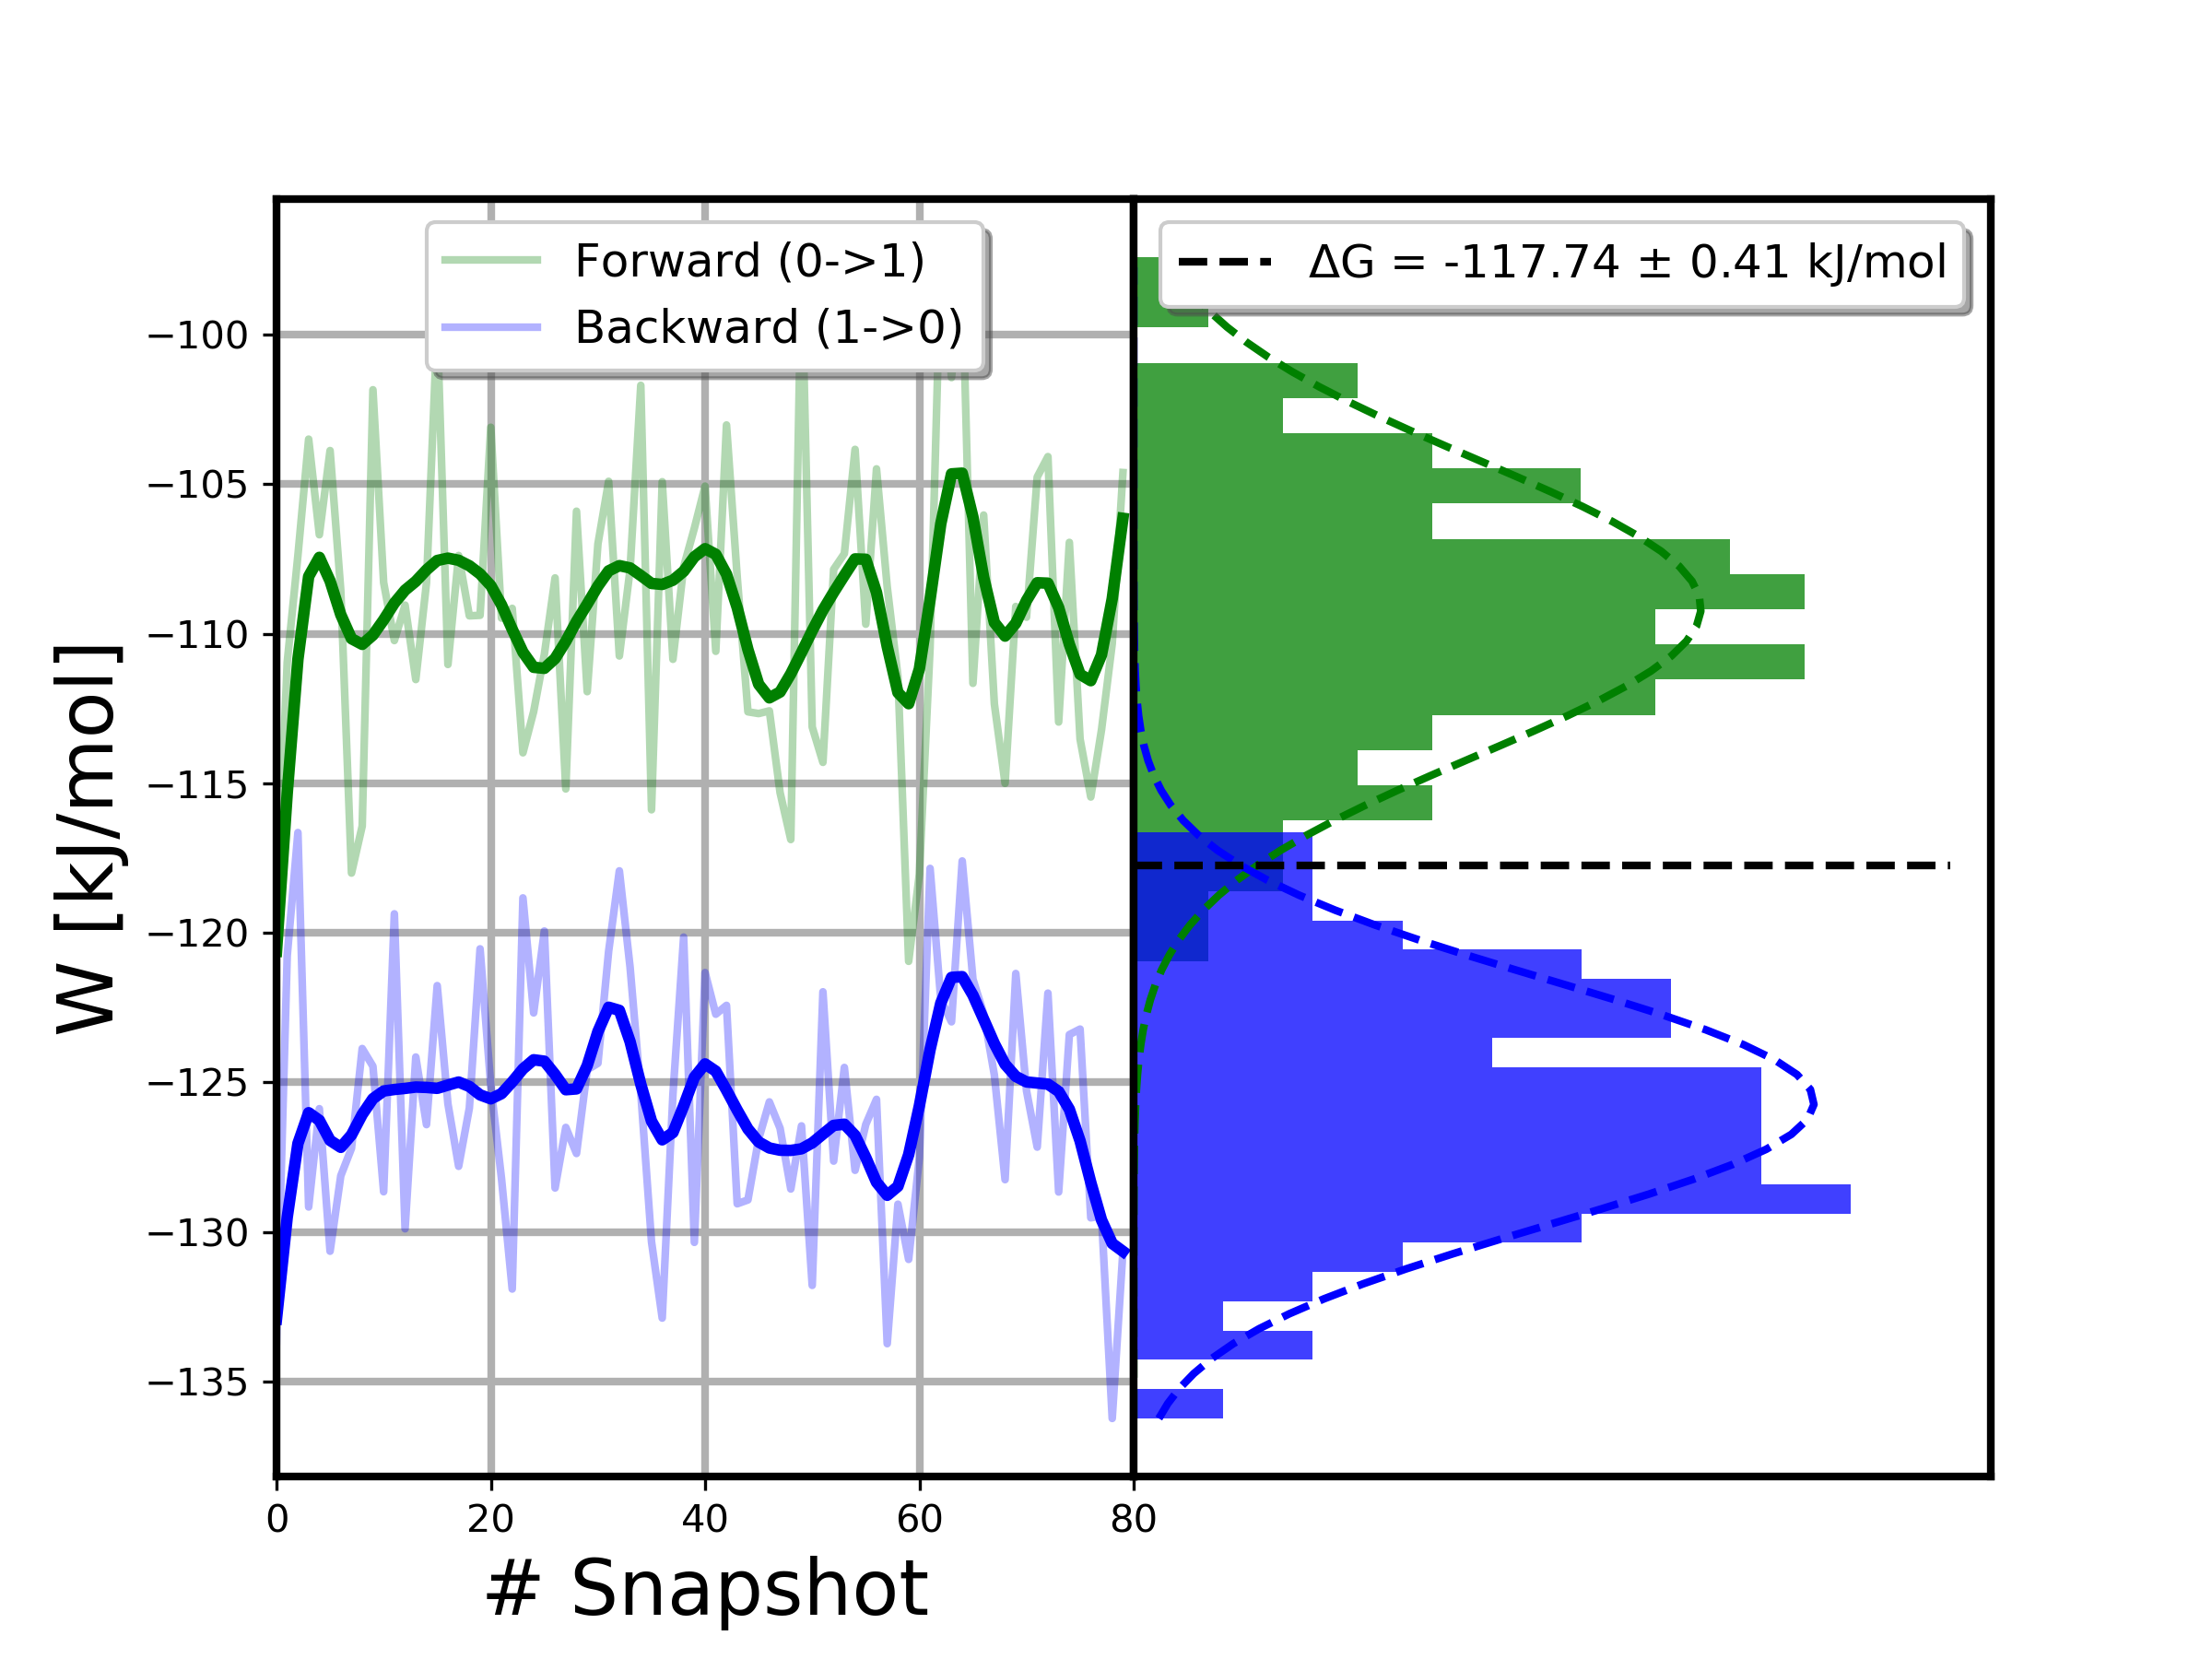 Forward (0->1)
Backward (1->0)
ΔG = -117.74 ± 0.41 kJ/mol
−100
−105
−110
−115
−120
−125
−130
−135
W [kJ/mol]
0 20 40 60 80
# Snapshot